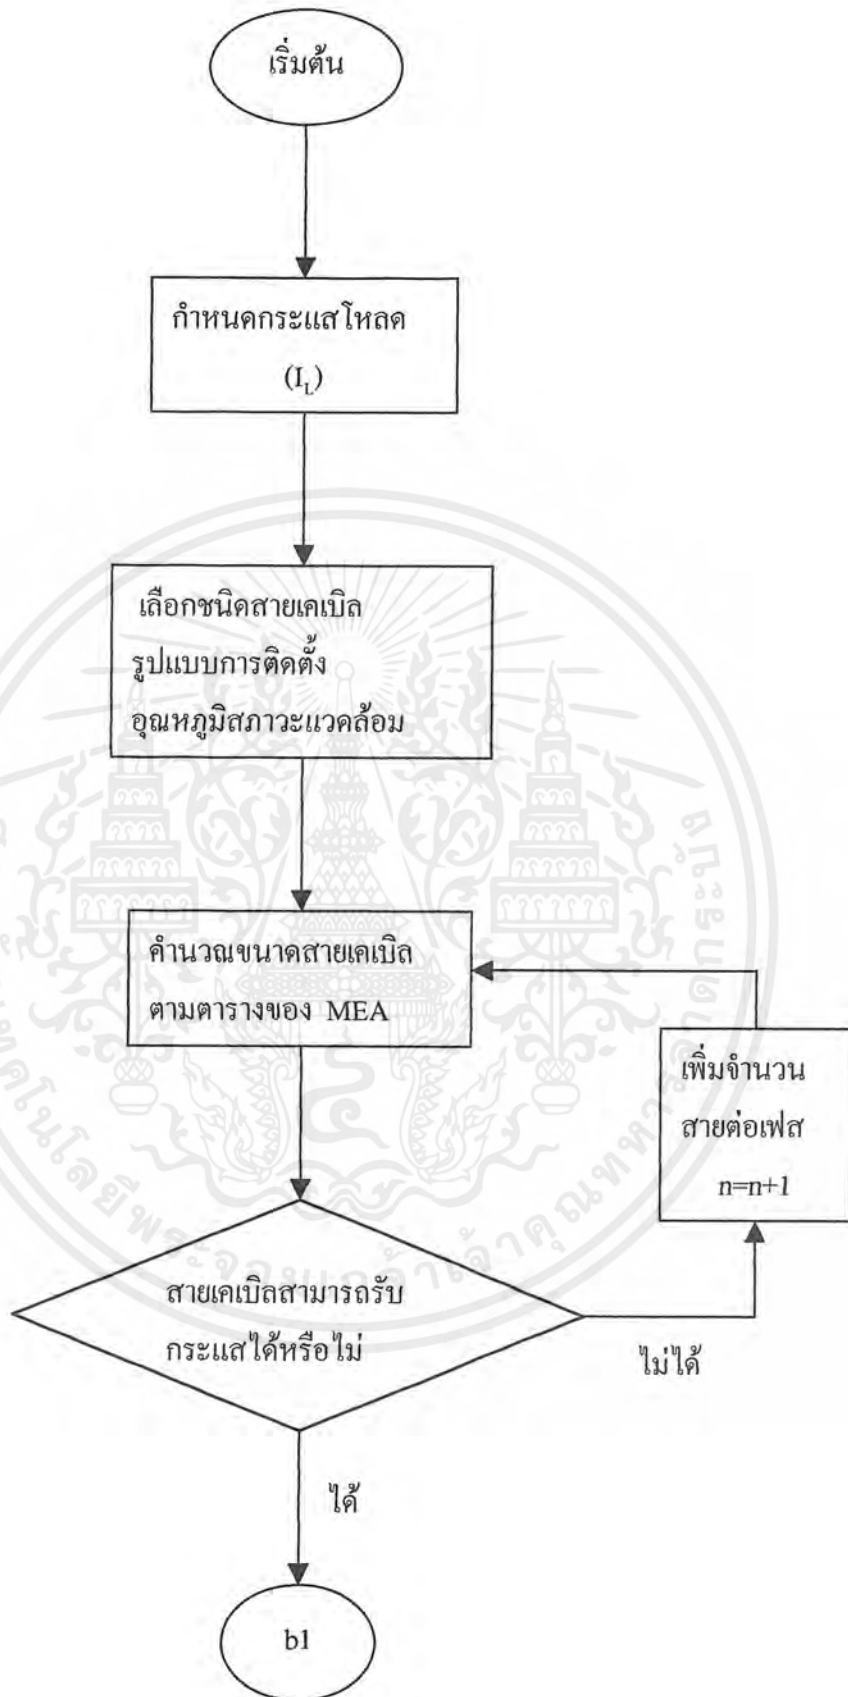 เริ่มต้น
กำหนดกระแสโหลด
(I_L)
เลือกชนิดสายเคเบิล
รูปแบบการติดตั้ง
อุณหภูมิสภาวะแวดล้อม
คำนวณขนาดสายเคเบิล
ตามตารางของ MEA
เพิ่มจำนวน
สายต่อเฟส
n=n+1
สายเคเบิลสามารถรับ
กระแสได้หรือไม่
ไม่ได้
ได้
b1